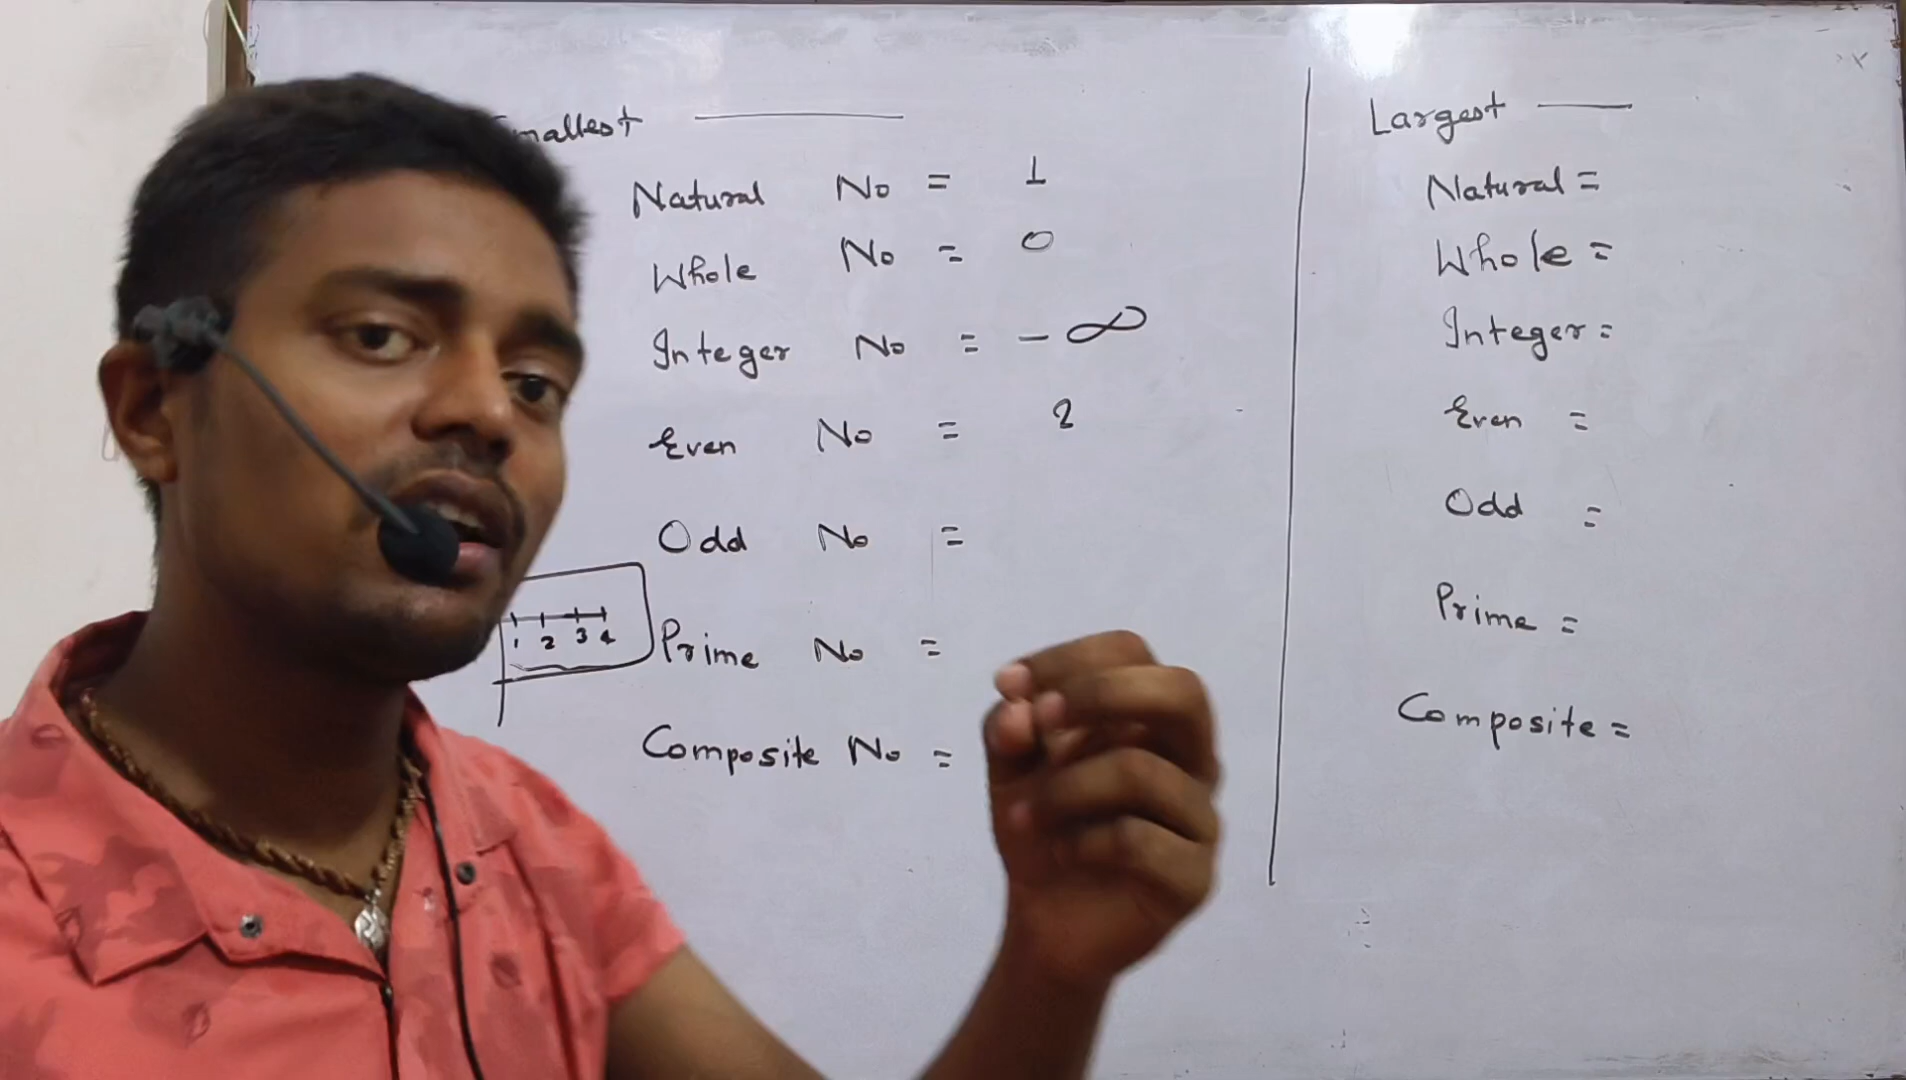 mallest
Natural No = 1
Whole No = 0
Integer No = - ∞
Even No = 2
Odd No =
1 2 3 4
Prime No =
Composite No =
Largest
Natural =
Whole =
Integer =
Even =
Odd =
Prime =
Composite =